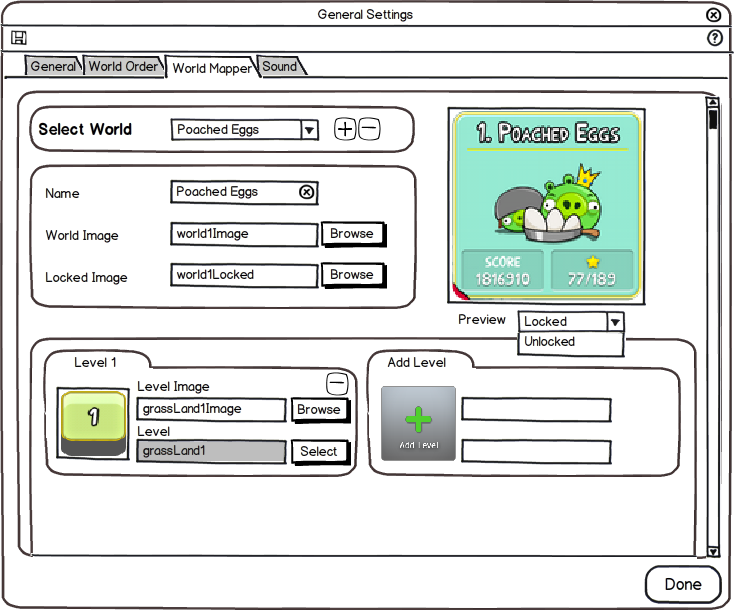 General Settings
?
General
World Order
World Mapper
Sound
Select World
Poached Eggs
Name
Poached Eggs
World Image
world1Image
Browse
Locked Image
world1Locked
Browse
1. POACHED EGGS
SCORE
1816910
77/189
Preview
Locked
Unlocked
Level 1
1
Level Image
grassLand1Image
Browse
Level
grassLand1
Select
Add Level
Add Level
Done